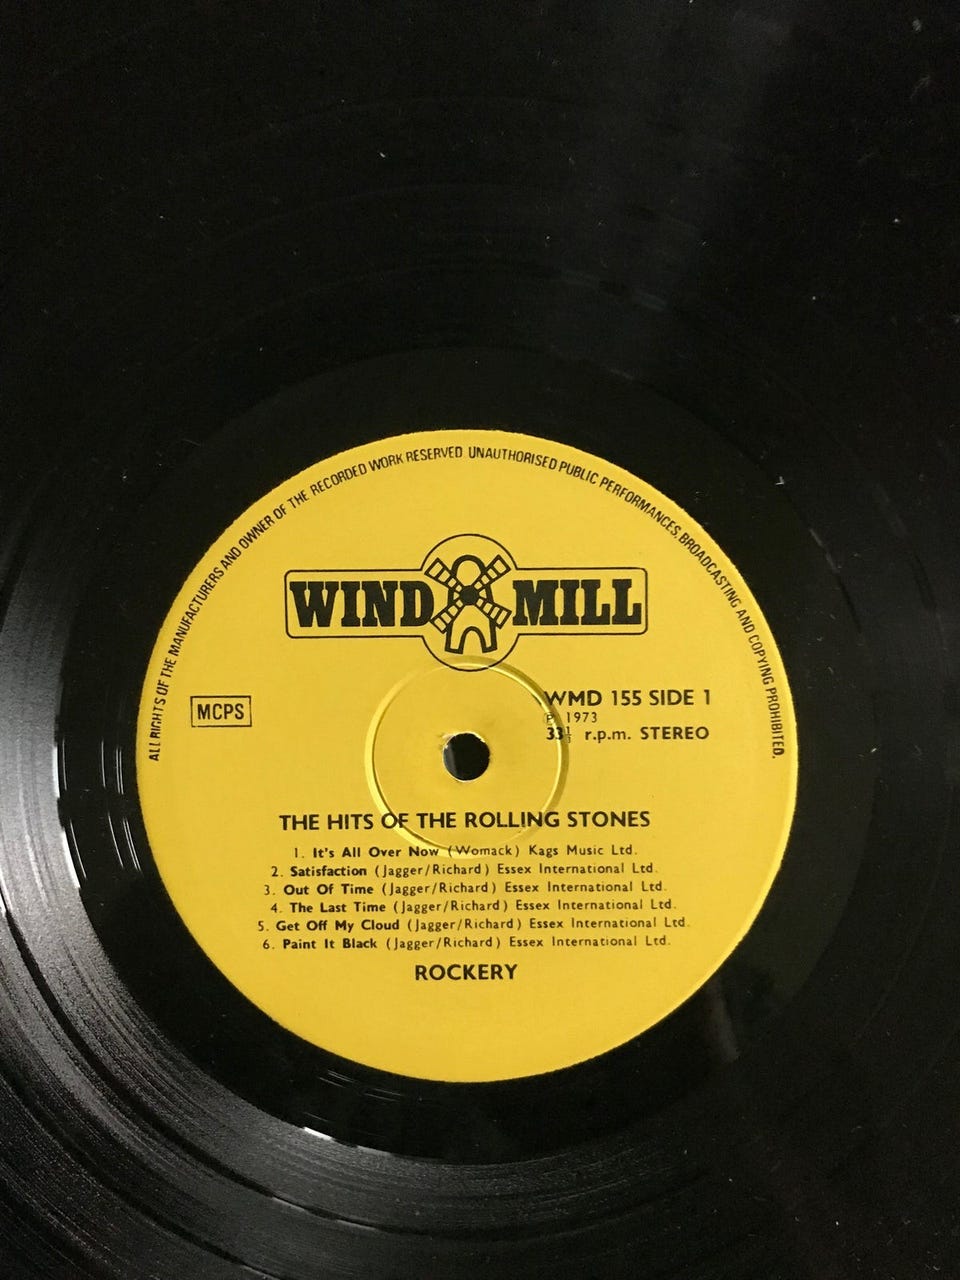 ALL RIGHTS OF THE MANUFACTURERS AND OWNER OF THE RECORDED WORK RESERVED UNAUTHORISED PUBLIC PERFORMANCES, BROADCASTING AND COPYING PROHIBITED.
WINDMILL
MCPS
WMD 155 SIDE 1
℗ 1973
33⅓ r.p.m. STEREO
THE HITS OF THE ROLLING STONES
1. It's All Over Now (Womack) Kags Music Ltd.
2. Satisfaction (Jagger/Richard) Essex International Ltd.
3. Out Of Time (Jagger/Richard) Essex International Ltd.
4. The Last Time (Jagger/Richard) Essex International Ltd.
5. Get Off My Cloud (Jagger/Richard) Essex International Ltd.
6. Paint It Black (Jagger/Richard) Essex International Ltd.
ROCKERY